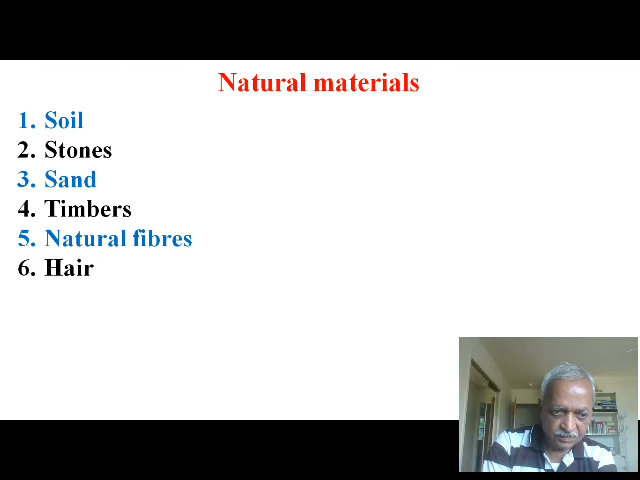 Natural materials
1. Soil
2. Stones
3. Sand
4. Timbers
5. Natural fibres
6. Hair